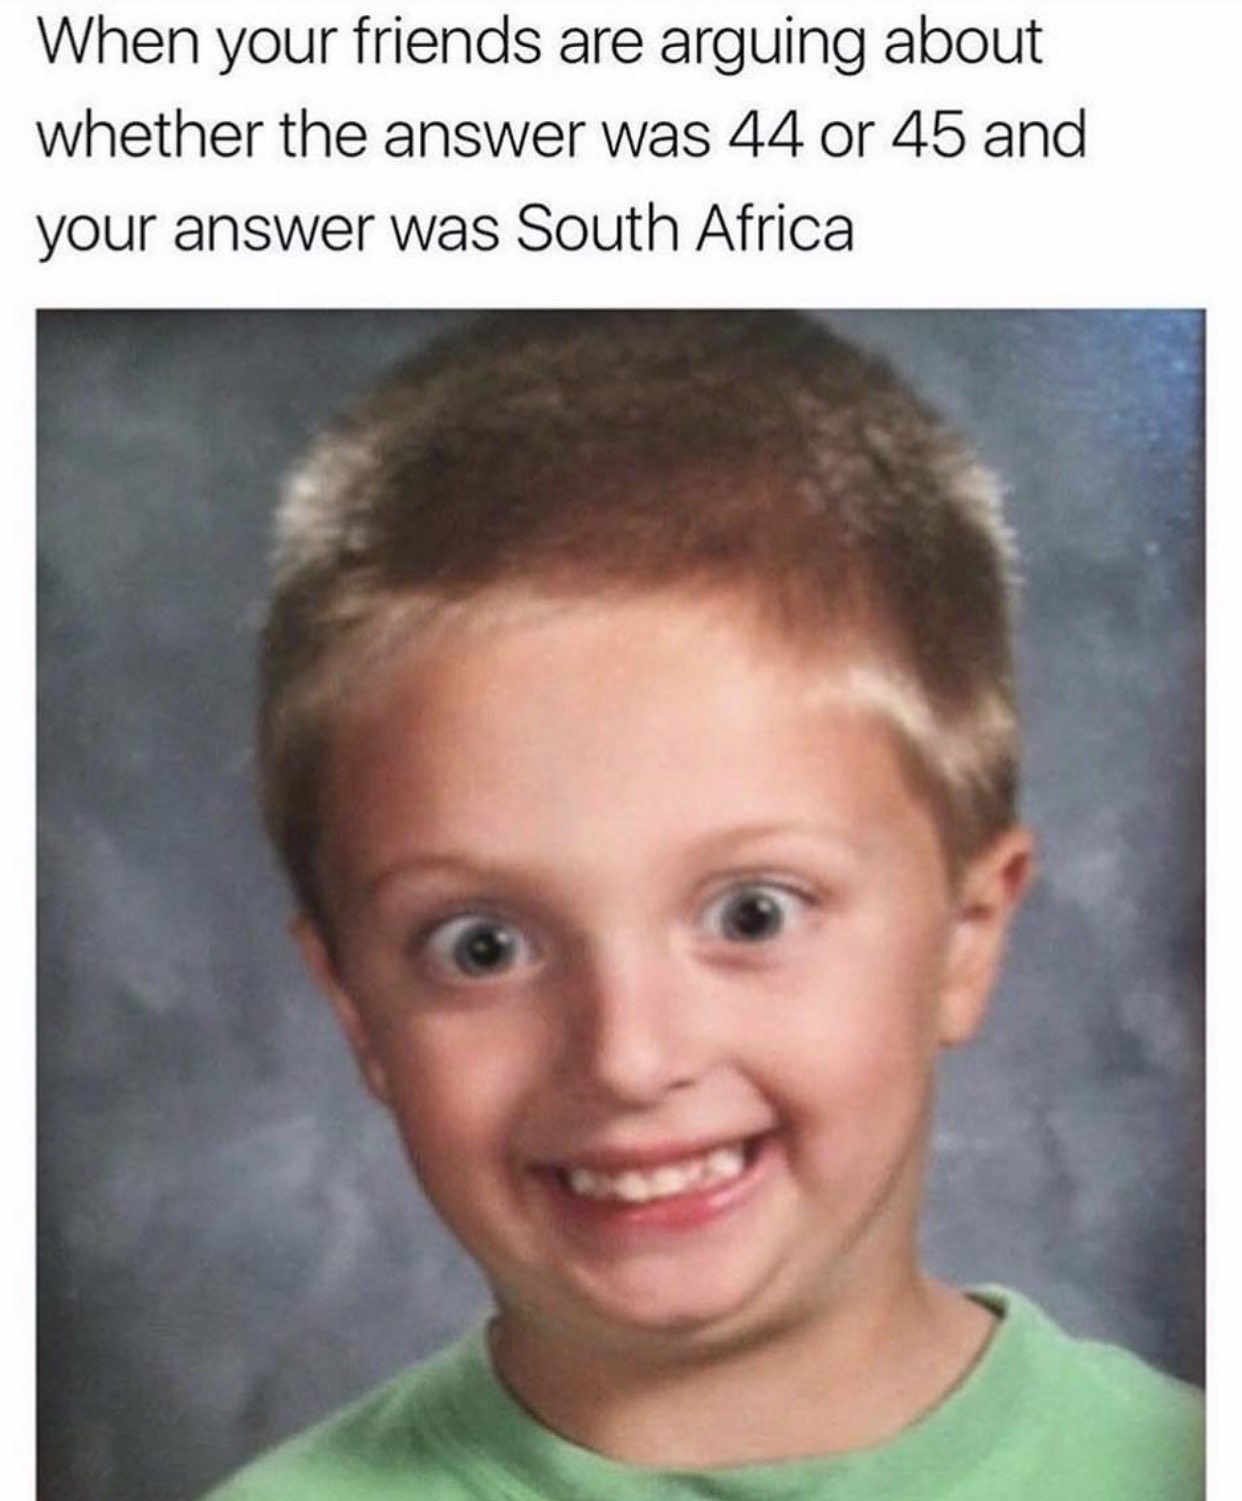 When your friends are arguing about
whether the answer was 44 or 45 and
your answer was South Africa